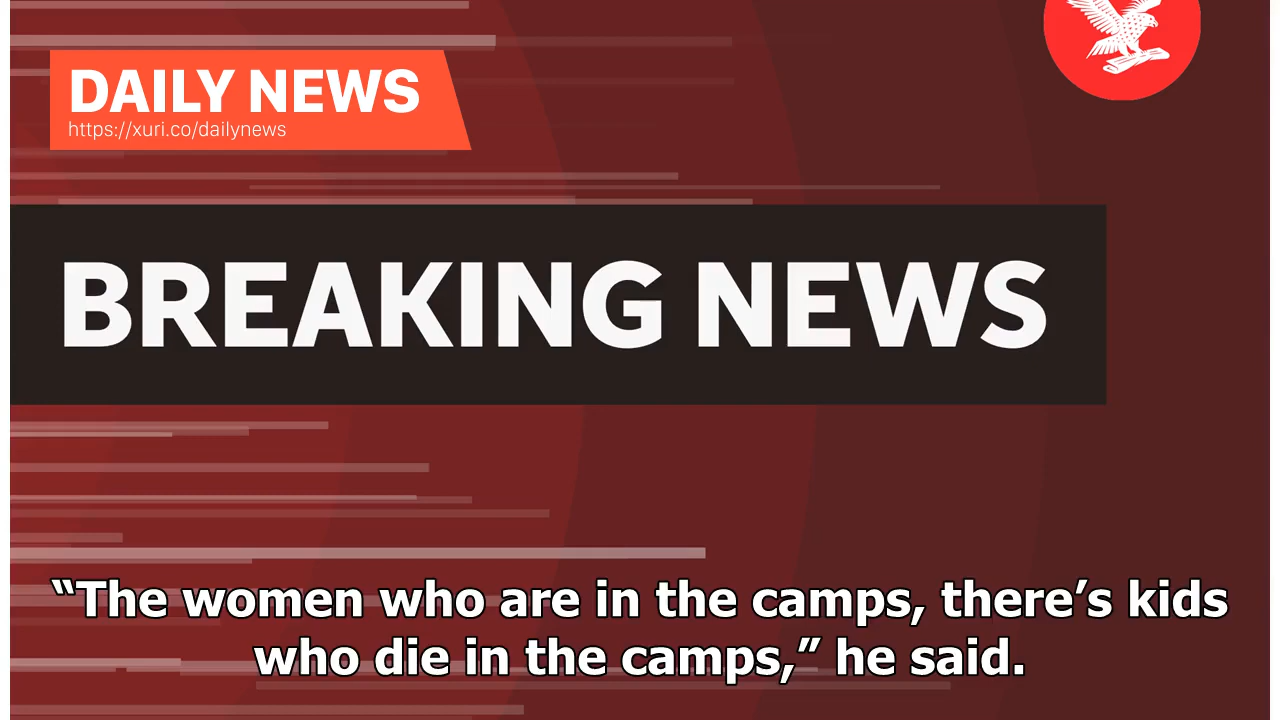 DAILY NEWS
https://xuri.co/dailynews
BREAKING NEWS
“The women who are in the camps, there’s kids
who die in the camps,” he said.